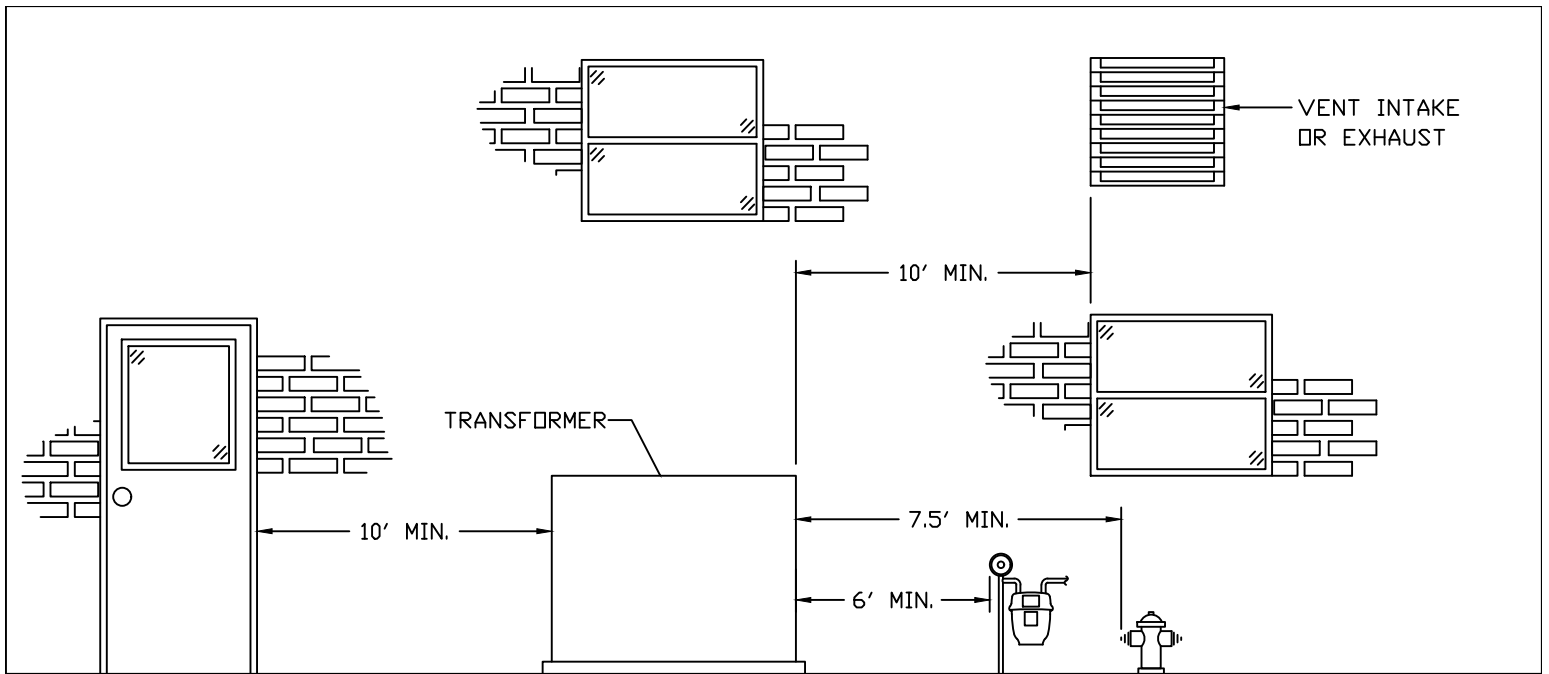 VENT INTAKE
OR EXHAUST
10' MIN.
TRANSFORMER
10' MIN.
7.5' MIN.
6' MIN.